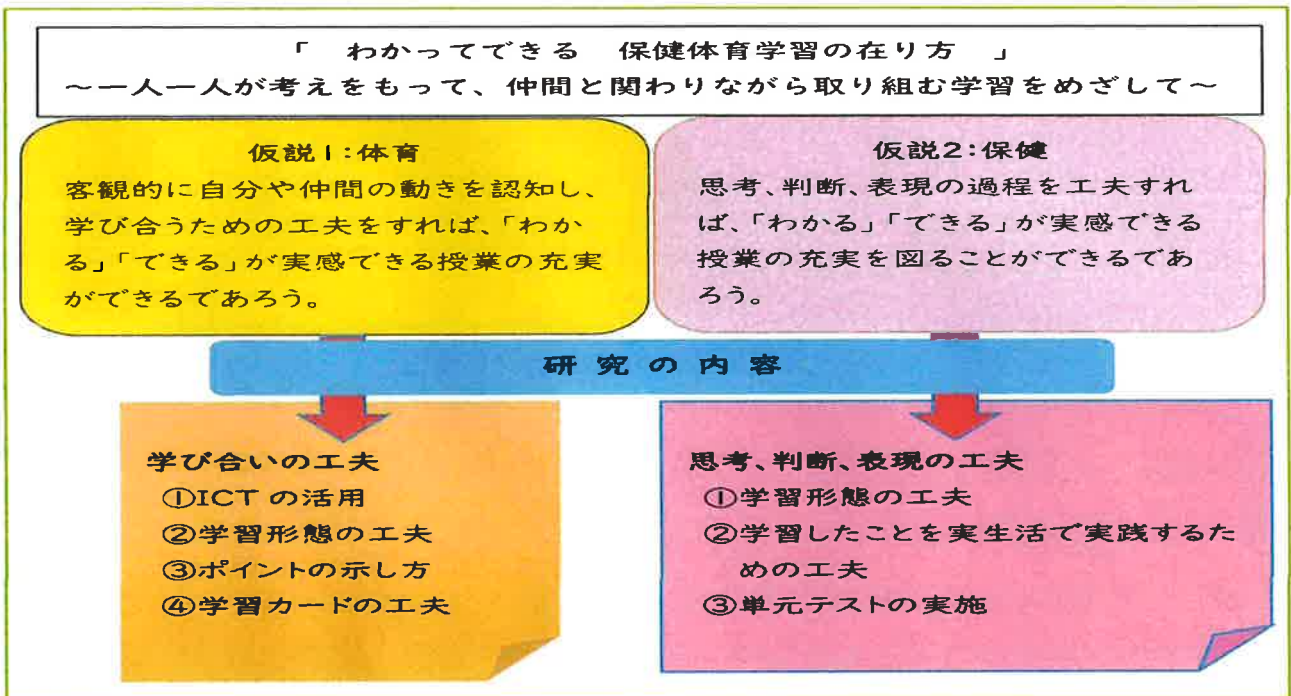 「　わかってできる　保健体育学習の在り方　」
～一人一人が考えをもって、仲間と関わりながら取り組む学習をめざして～
仮説1：体育
客観的に自分や仲間の動きを認知し、
学び合うための工夫をすれば、「わか
る」「できる」が実感できる授業の充実
ができるであろう。
仮説2：保健
思考、判断、表現の過程を工夫すれ
ば、「わかる」「できる」が実感できる
授業の充実を図ることができるであ
ろう。
研 究 の 内 容
学び合いの工夫
①ICT の活用
②学習形態の工夫
③ポイントの示し方
④学習カードの工夫
思考、判断、表現の工夫
①学習形態の工夫
②学習したことを実生活で実践するた
めの工夫
③単元テストの実施